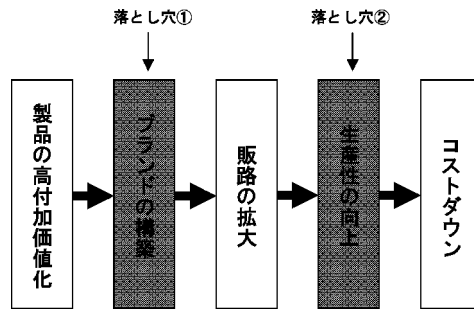 落とし穴①
落とし穴②
製品の高付加価値化
ブランドの構築
販路の拡大
生産性の向上
コストダウン